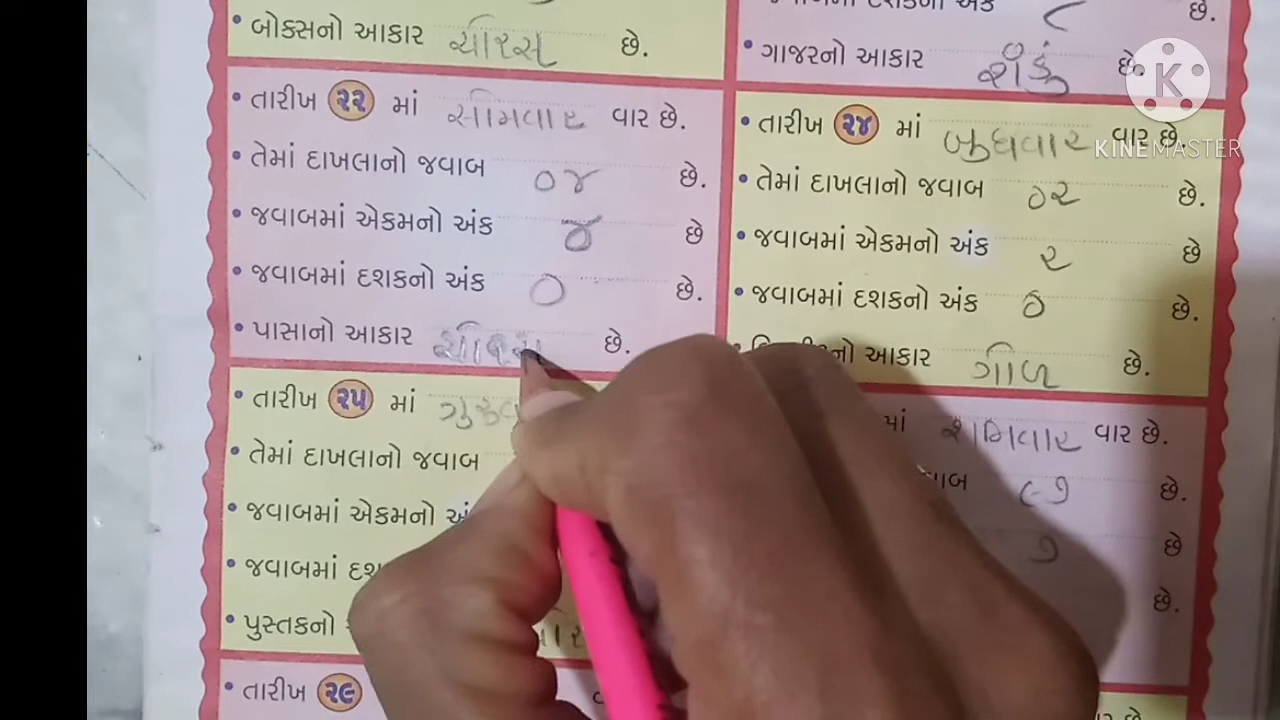 બોક્સનો આકાર ચોરસ છે.
તારીખ ૨૨ માં સોમવાર વાર છે.
તેમાં દાખલાનો જવાબ ૦૪ છે.
જવાબમાં એકમનો અંક ૪ છે
જવાબમાં દશકનો અંક ૦ છે.
પાસાનો આકાર ચોરસ છે.
તારીખ ૨૫ માં
તેમાં દાખલાનો જવાબ
જવાબમાં એકમનો
જવાબમાં
પુસ્તકનો
તારીખ ૨૯
છે.
ગાજરનો આકાર શંકુ છે.
તારીખ ૨૪ માં બુધવાર વાર છે.
તેમાં દાખલાનો જવાબ ૦૨ છે.
જવાબમાં એકમનો અંક ૨ છે
જવાબમાં દશકનો અંક ૦ છે.
આકાર ગોળ છે.
માં શનિવાર વાર છે.
છે.
૭ છે
છે.
KINEMASTER